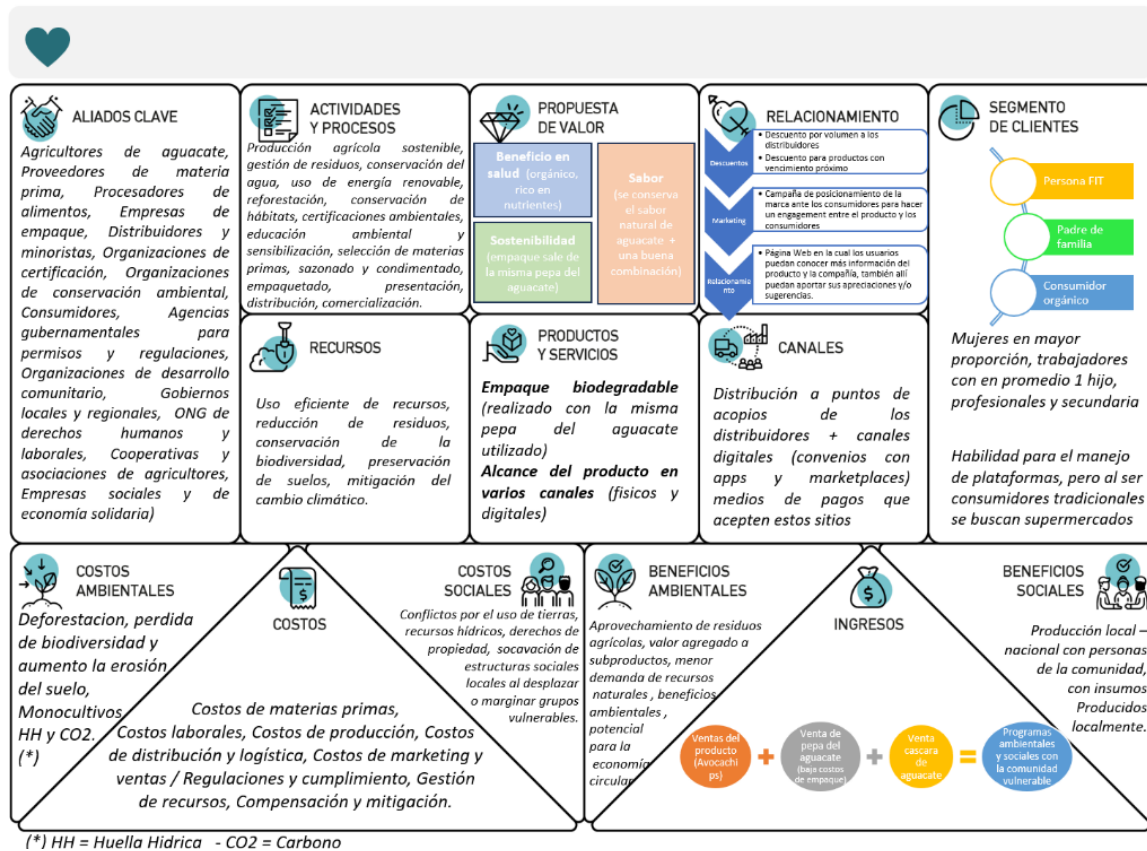 ALIADOS CLAVE
Agricultores de aguacate,
Proveedores de materia
prima, Procesadores de
alimentos, Empresas de
empaque, Distribuidores y
minoristas, Organizaciones de
certificación, Organizaciones
de conservación ambiental,
Consumidores, Agencias
gubernamentales para
permisos y regulaciones,
Organizaciones de desarrollo
comunitario, Gobiernos
locales y regionales, ONG de
derechos humanos y
laborales, Cooperativas y
asociaciones de agricultores,
Empresas sociales y de
economía solidaria)
ACTIVIDADES
Y PROCESOS
Producción agrícola sostenible,
gestión de residuos, conservación del
agua, uso de energía renovable,
reforestación, conservación de
hábitats, certificaciones ambientales,
educación ambiental y
sensibilización, selección de materias
primas, sazonado y condimentado,
empaquetado, presentación,
distribución, comercialización.
RECURSOS
Uso eficiente de recursos,
reducción de residuos,
conservación de la
biodiversidad, preservación
de suelos, mitigación del
cambio climático.
PROPUESTA
DE VALOR
Beneficio en
salud (orgánico,
rico en
nutrientes)
Sostenibilidad
(empaque sale de
la misma pepa del
aguacate)
Sabor
(se conserva
el sabor
natural de
aguacate +
una buena
combinación)
PRODUCTOS
Y SERVICIOS
Empaque biodegradable
(realizado con la misma
pepa del aguacate
utilizado)
Alcance del producto en
varios canales (fisicos y
digitales)
RELACIONAMIENTO
Descuentos
• Descuento por volumen a los
distribuidores
• Descuento para productos con
vencimiento próximo
Marketing
• Campaña de posicionamiento de la
marca ante los consumidores para hacer
un engagement entre el producto y los
consumidores
Relacionamie
nto
• Página Web en la cual los usuarios
puedan conocer más información del
producto y la compañía, también allí
puedan aportar sus apreciaciones y/o
sugerencias.
CANALES
Distribución a puntos de
acopios de los
distribuidores + canales
digitales (convenios con
apps y marketplaces)
medios de pagos que
acepten estos sitios
SEGMENTO
DE CLIENTES
Persona FIT
Padre de
familia
Consumidor
orgánico
Mujeres en mayor
proporción, trabajadores
con en promedio 1 hijo,
profesionales y secundaria
Habilidad para el manejo
de plataformas, pero al ser
consumidores tradicionales
se buscan supermercados
COSTOS
AMBIENTALES
Deforestacion, perdida
de biodiversidad y
aumento la erosión
del suelo,
Monocultivos,
HH y CO2.
(*)
COSTOS
Costos de materias primas,
Costos laborales, Costos de producción, Costos
de distribución y logística, Costos de marketing y
ventas / Regulaciones y cumplimiento, Gestión
de recursos, Compensación y mitigación.
COSTOS
SOCIALES
Conflictos por el uso de tierras,
recursos hídricos, derechos de
propiedad, socavación de
estructuras sociales
locales al desplazar
o marginar grupos
vulnerables.
BENEFICIOS
AMBIENTALES
Aprovechamiento de residuos
agrícolas, valor agregado a
subproductos, menor
demanda de recursos
naturales , beneficios
ambientales ,
potencial
para la
economía
circular
INGRESOS
Ventas del
producto
(Avocachi
ps)
+
Venta de
pepa del
aguacate
(baja costos
de empaque)
+
Venta
cascara de
aguacate
=
Programas
ambientales
y sociales con
la comunidad
vulnerable
BENEFICIOS
SOCIALES
Producción local –
nacional con personas
de la comunidad,
con insumos
Producidos
localmente.
(*) HH = Huella Hidrica - CO2 = Carbono